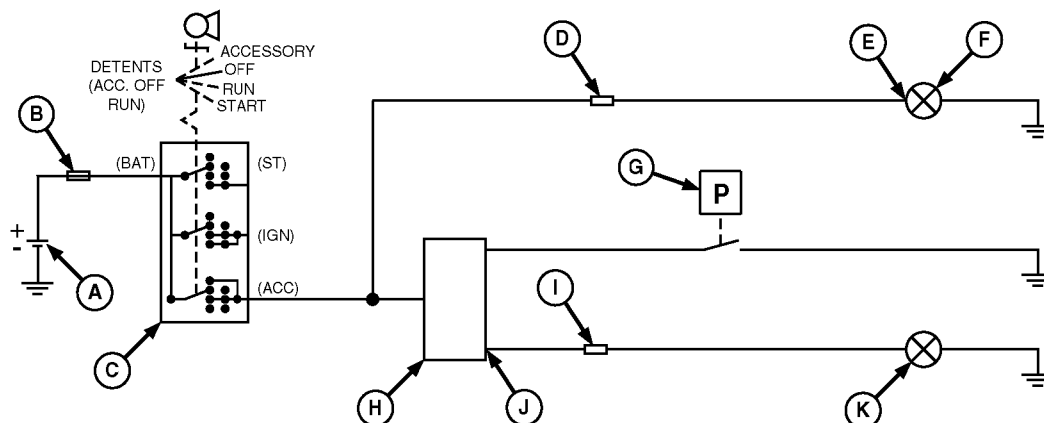 ACCESSORY
OFF
RUN
START
DETENTS
(ACC. OFF
RUN)
B
(BAT)
(ST)
(IGN)
(ACC)
+
-
A
C
D
E
F
G
P
I
H
J
K